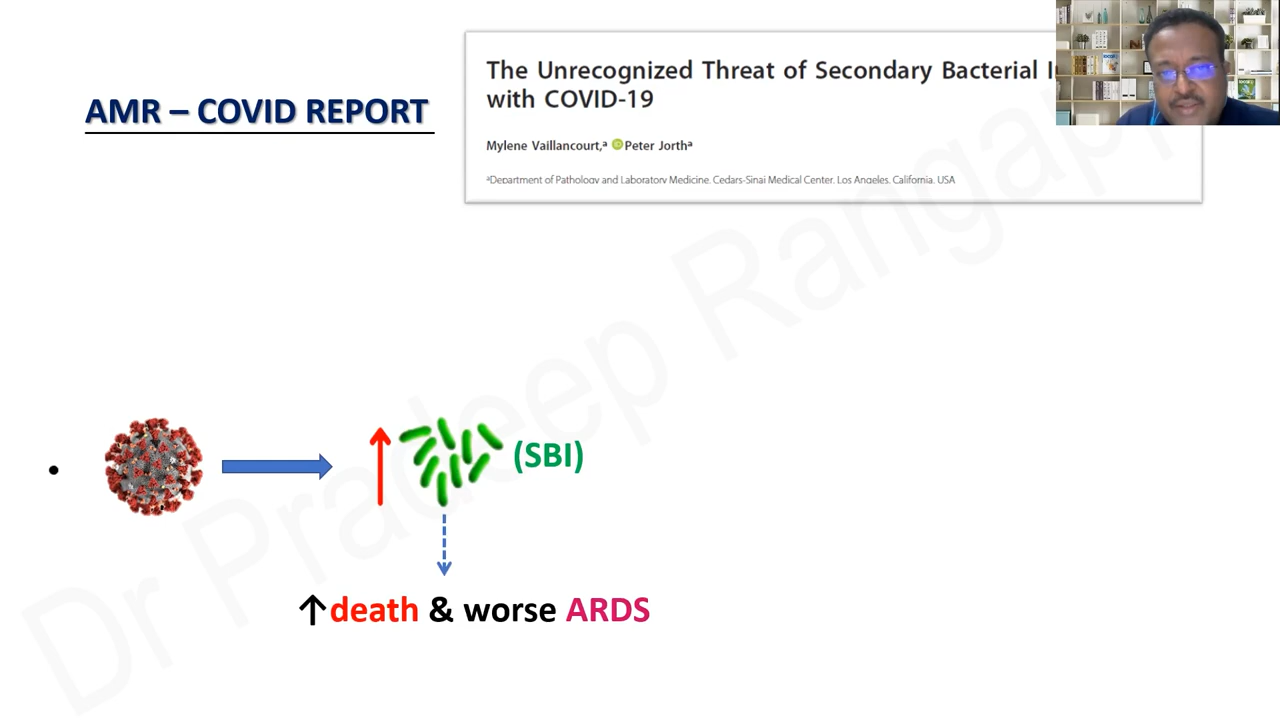 AMR – COVID REPORT
The Unrecognized Threat of Secondary Bacterial
with COVID-19
Mylene Vaillancourt,ᵃ Peter Jorthᵃ
ᵃDepartment of Pathology and Laboratory Medicine, Cedars-Sinai Medical Center, Los Angeles, California, USA
(SBI)
↑death & worse ARDS
Dr Pradeep